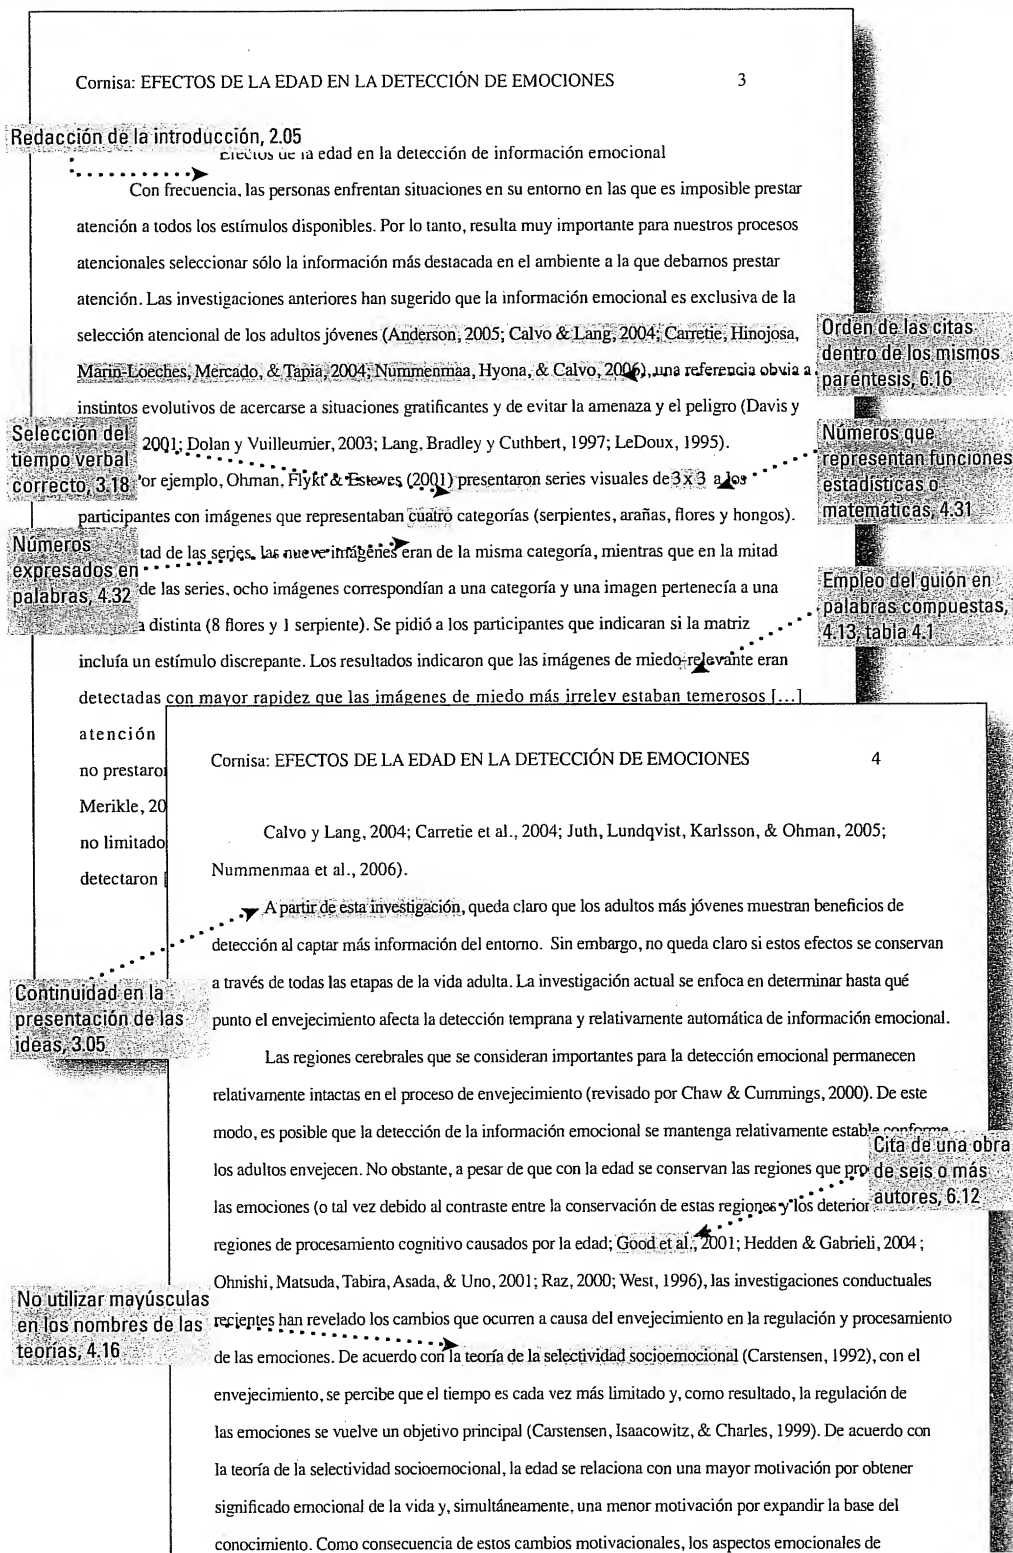 Cornisa: EFECTOS DE LA EDAD EN LA DETECCIÓN DE EMOCIONES 3
Redacción de la introducción, 2.05
Efectos de la edad en la detección de información emocional
Con frecuencia, las personas enfrentan situaciones en su entorno en las que es imposible prestar
atención a todos los estímulos disponibles. Por lo tanto, resulta muy importante para nuestros procesos
atencionales seleccionar sólo la información más destacada en el ambiente a la que debamos prestar
atención. Las investigaciones anteriores han sugerido que la información emocional es exclusiva de la
selección atencional de los adultos jóvenes (Anderson, 2005; Calvo & Lang, 2004; Carretie, Hinojosa,
Marin-Loeches, Mercado, & Tapia, 2004; Nummenmaa, Hyona, & Calvo, 2006), una referencia obvia a
instintos evolutivos de acercarse a situaciones gratificantes y de evitar la amenaza y el peligro (Davis y
2001; Dolan y Vuilleumier, 2003; Lang, Bradley y Cuthbert, 1997; LeDoux, 1995).
or ejemplo, Ohman, Flykt & Esteves (2001) presentaron series visuales de 3 x 3 a los
participantes con imágenes que representaban cuatro categorías (serpientes, arañas, flores y hongos).
tad de las series, las nueve imágenes eran de la misma categoría, mientras que en la mitad
de las series, ocho imágenes correspondían a una categoría y una imagen pertenecía a una
a distinta (8 flores y 1 serpiente). Se pidió a los participantes que indicaran si la matriz
incluía un estímulo discrepante. Los resultados indicaron que las imágenes de miedo-relevante eran
detectadas con mayor rapidez que las imágenes de miedo más irrelev estaban temerosos [...]
atención
no prestaron
Merikle, 20
no limitado
detectaron [
Orden de las citas
dentro de los mismos
paréntesis, 6.16
Selección del
tiempo verbal
correcto, 3.18
Números que
representan funciones
estadísticas o
matemáticas, 4.31
Números
expresados en
palabras, 4.32
Empleo del guión en
palabras compuestas,
4.13, tabla 4.1
Cornisa: EFECTOS DE LA EDAD EN LA DETECCIÓN DE EMOCIONES 4
Calvo y Lang, 2004; Carretie et al., 2004; Juth, Lundqvist, Karlsson, & Ohman, 2005;
Nummenmaa et al., 2006).
A partir de esta investigación, queda claro que los adultos más jóvenes muestran beneficios de
detección al captar más información del entorno. Sin embargo, no queda claro si estos efectos se conservan
a través de todas las etapas de la vida adulta. La investigación actual se enfoca en determinar hasta qué
punto el envejecimiento afecta la detección temprana y relativamente automática de información emocional.
Las regiones cerebrales que se consideran importantes para la detección emocional permanecen
relativamente intactas en el proceso de envejecimiento (revisado por Chaw & Cummings, 2000). De este
modo, es posible que la detección de la información emocional se mantenga relativamente estable conforme
los adultos envejecen. No obstante, a pesar de que con la edad se conservan las regiones que pro
las emociones (o tal vez debido al contraste entre la conservación de estas regiones y los deterior
regiones de procesamiento cognitivo causados por la edad; Good et al., 2001; Hedden & Gabrieli, 2004;
Ohnishi, Matsuda, Tabira, Asada, & Uno, 2001; Raz, 2000; West, 1996), las investigaciones conductuales
recientes han revelado los cambios que ocurren a causa del envejecimiento en la regulación y procesamiento
de las emociones. De acuerdo con la teoría de la selectividad socioemocional (Carstensen, 1992), con el
envejecimiento, se percibe que el tiempo es cada vez más limitado y, como resultado, la regulación de
las emociones se vuelve un objetivo principal (Carstensen, Isaacowitz, & Charles, 1999). De acuerdo con
la teoría de la selectividad socioemocional, la edad se relaciona con una mayor motivación por obtener
significado emocional de la vida y, simultáneamente, una menor motivación por expandir la base del
conocimiento. Como consecuencia de estos cambios motivacionales, los aspectos emocionales de
Continuidad en la
presentación de las
ideas, 3.05
Cita de una obra
de seis o más
autores, 6.12
No utilizar mayúsculas
en los nombres de las
teorías, 4.16